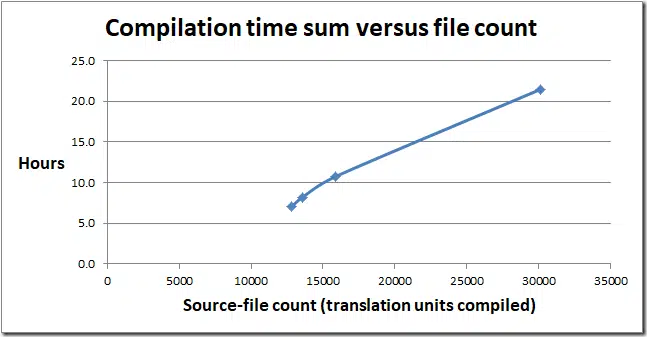 Compilation time sum versus file count
25.0
20.0
15.0
Hours
10.0
5.0
0.0
0 5000 10000 15000 20000 25000 30000 35000
Source-file count (translation units compiled)